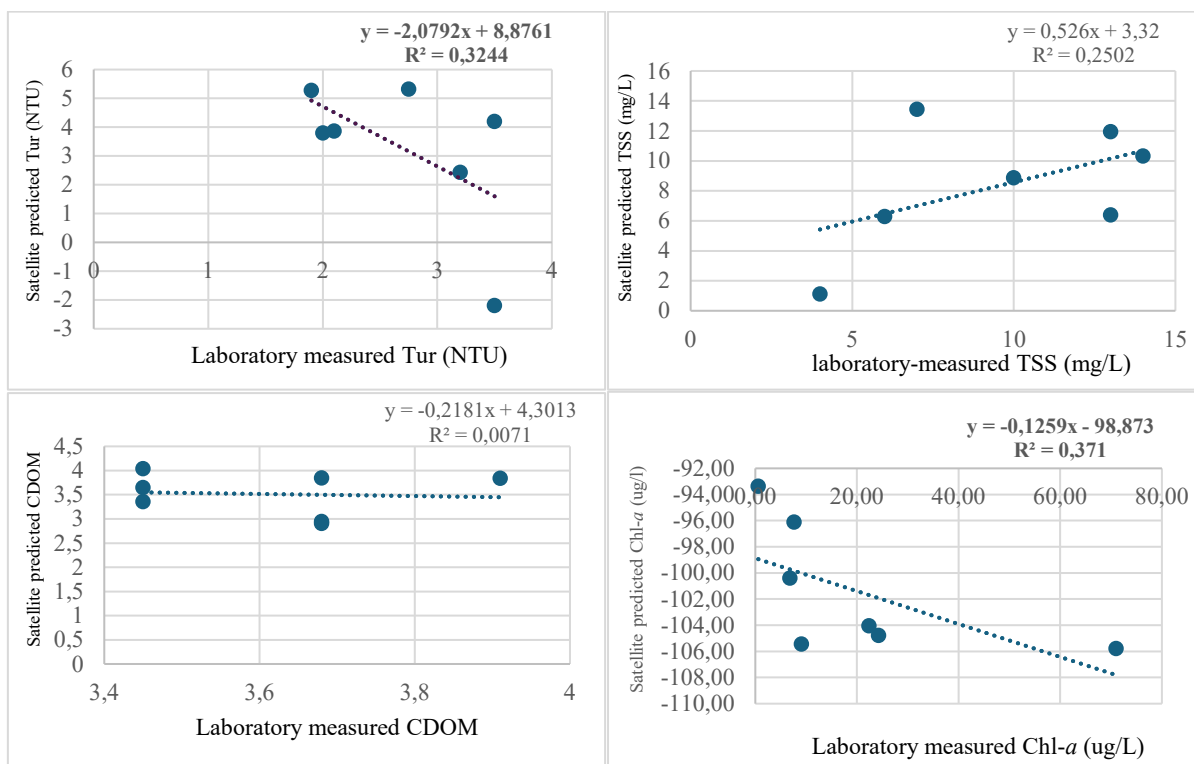 y = -2,0792x + 8,8761
R² = 0,3244
Satellite predicted Tur (NTU)
6
5
4
3
2
1
0
-1
-2
-3
0 1 2 3 4
Laboratory measured Tur (NTU)
y = 0,526x + 3,32
R² = 0,2502
Satellite predicted TSS (mg/L)
16
14
12
10
8
6
4
2
0
0 5 10 15
laboratory-measured TSS (mg/L)
y = -0,2181x + 4,3013
R² = 0,0071
Satellite predicted CDOM
4,5
4
3,5
3
2,5
2
1,5
1
0,5
0
3,4 3,6 3,8 4
Laboratory measured CDOM
y = -0,1259x - 98,873
R² = 0,371
Satellite predicted Chl-a (ug/l)
-92,00
-94,00
-96,00
-98,00
-100,00
-102,00
-104,00
-106,00
-108,00
-110,00
0,00 20,00 40,00 60,00 80,00
Laboratory measured Chl-a (ug/L)